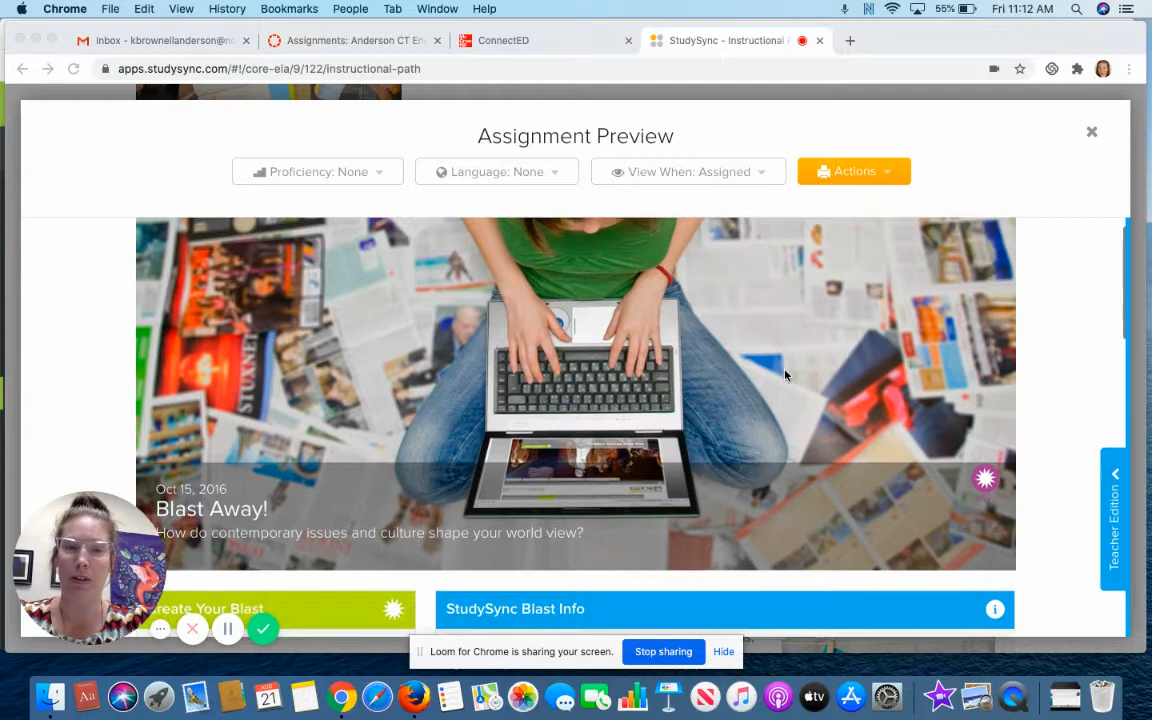 Chrome File Edit View History Bookmarks People Tab Window Help 55% Fri 11:12 AM
Inbox - kbrownellanderson@n Assignments: Anderson CT En ConnectED StudySync - Instructional
apps.studysync.com/#!/core-ela/9/122/instructional-path
Assignment Preview
Proficiency: None Language: None View When: Assigned Actions
STUXNET
Oct 15, 2016
Blast Away!
How do contemporary issues and culture shape your world view?
Teacher Edition
reate Your Blast StudySync Blast Info
Loom for Chrome is sharing your screen. Stop sharing Hide
AUG
21
tv